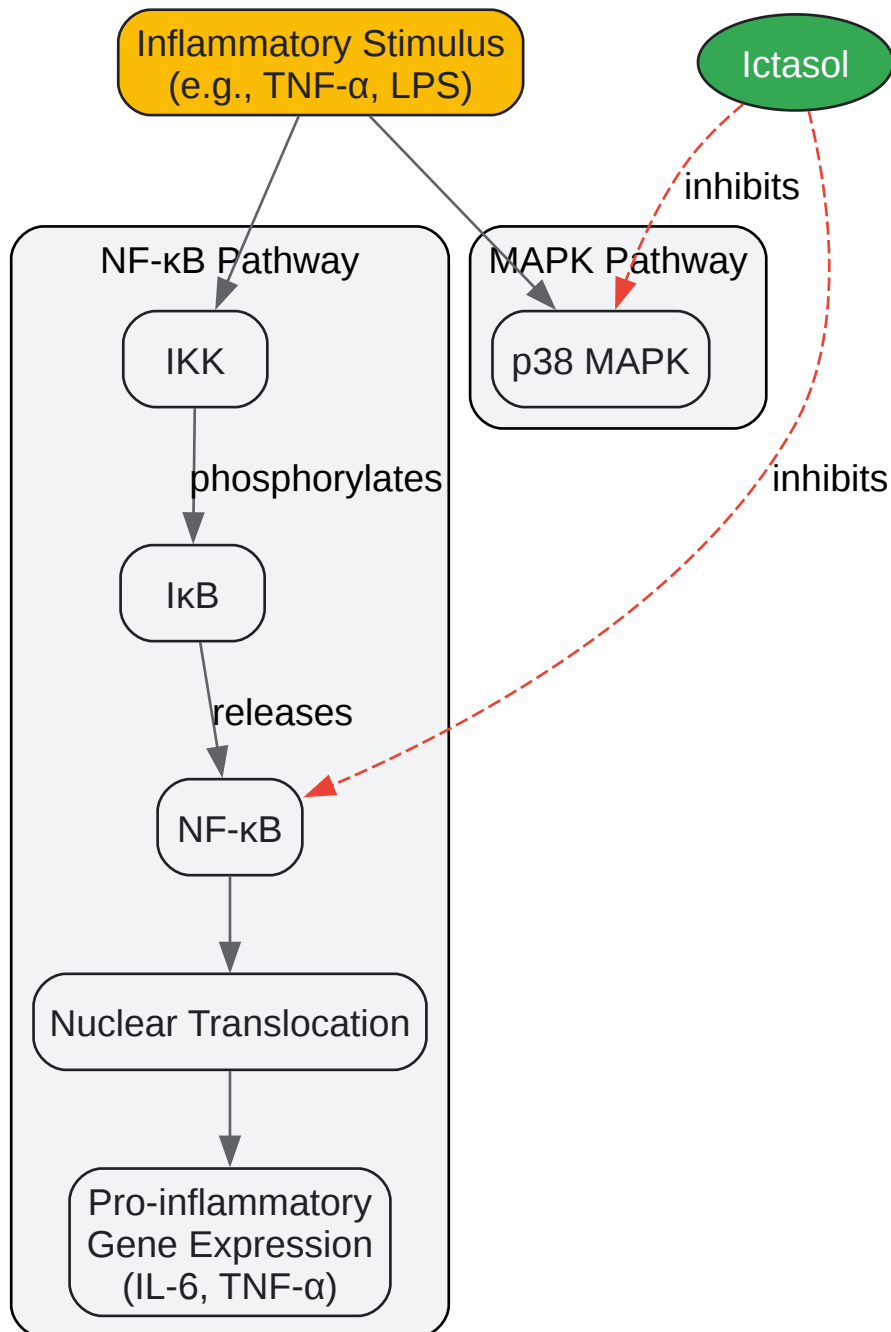 Inflammatory Stimulus
(e.g., TNF-α, LPS)
Ictasol
inhibits
NF-κB Pathway
MAPK Pathway
IKK
p38 MAPK
phosphorylates
inhibits
IκB
releases
NF-κB
Nuclear Translocation
Pro-inflammatory
Gene Expression
(IL-6, TNF-α)